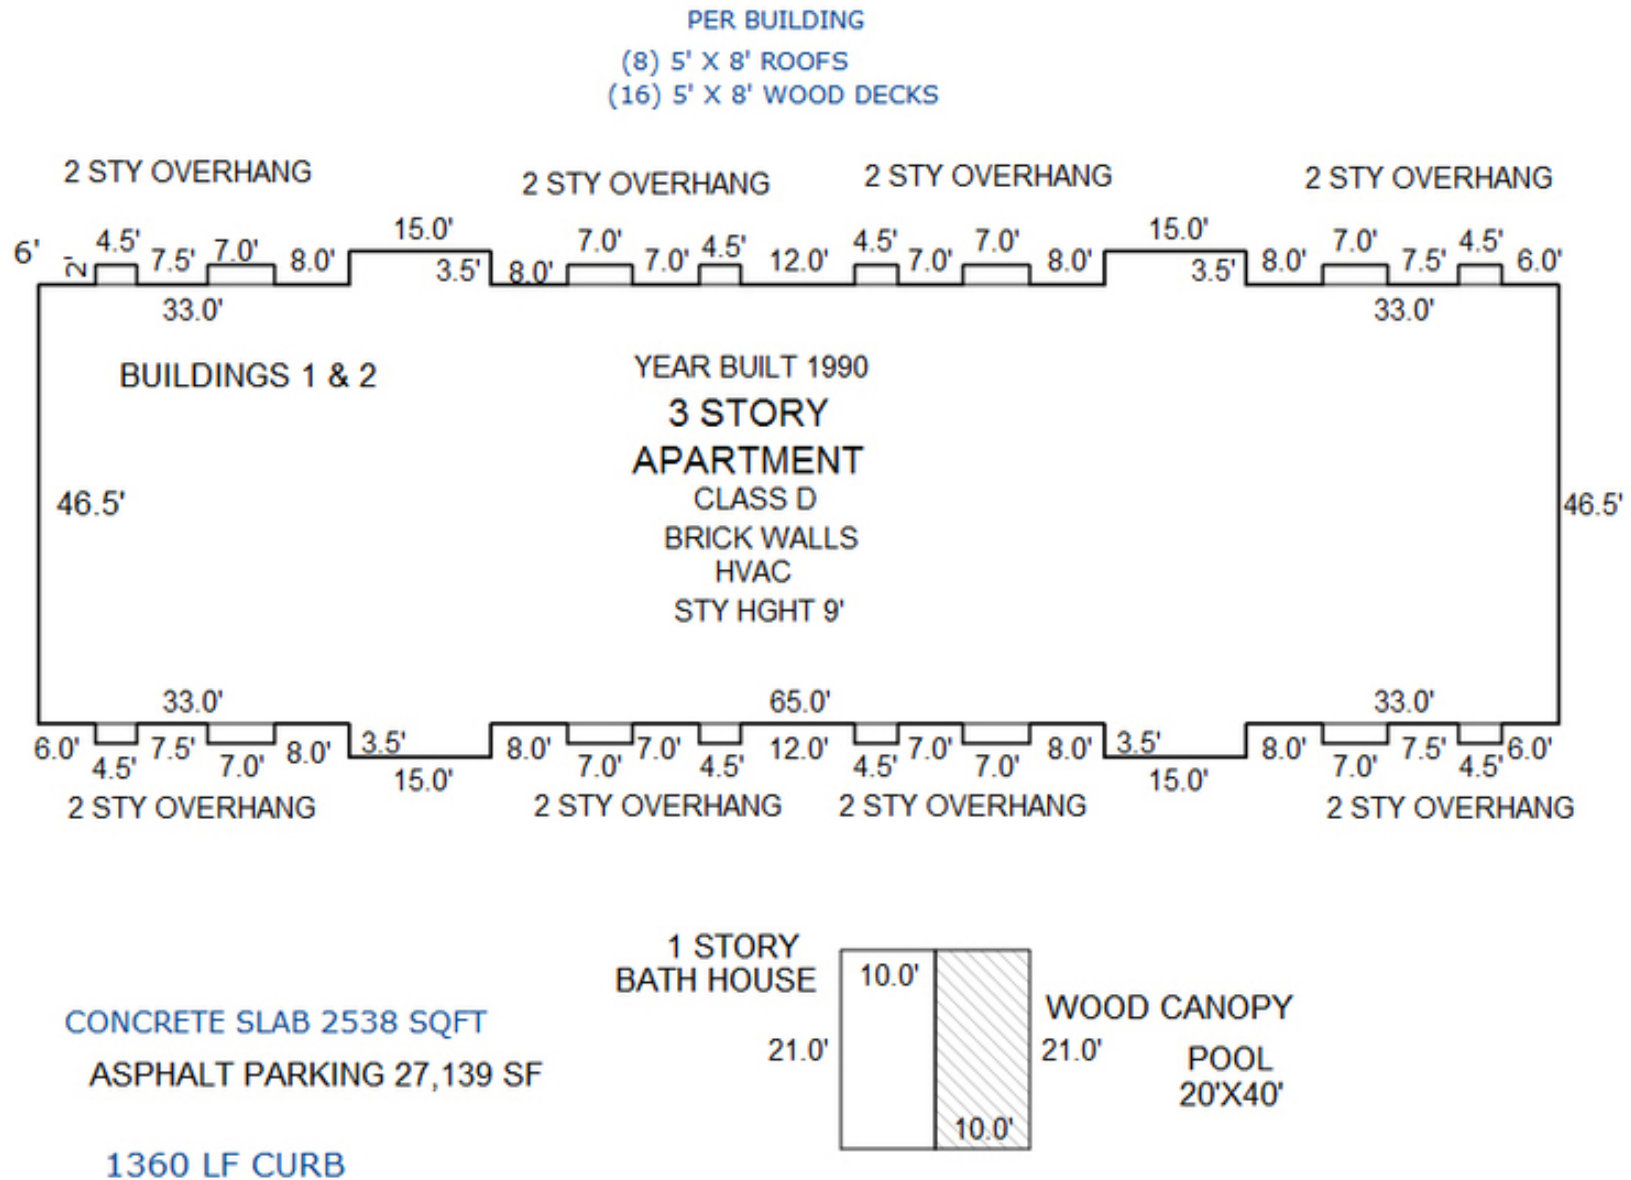 PER BUILDING
(8) 5' X 8' ROOFS
(16) 5' X 8' WOOD DECKS
2 STY OVERHANG 2 STY OVERHANG 2 STY OVERHANG 2 STY OVERHANG
15.0' 15.0'
6' 2' 4.5' 7.5' 7.0' 8.0' 3.5' 8.0' 7.0' 7.0' 4.5' 12.0' 4.5' 7.0' 7.0' 8.0' 3.5' 8.0' 7.0' 7.5' 4.5' 6.0'
33.0' 33.0'
BUILDINGS 1 & 2
YEAR BUILT 1990
3 STORY
APARTMENT
CLASS D
BRICK WALLS
HVAC
STY HGHT 9'
46.5' 46.5'
33.0' 65.0' 33.0'
6.0' 4.5' 7.5' 7.0' 8.0' 3.5' 15.0' 8.0' 7.0' 7.0' 4.5' 12.0' 4.5' 7.0' 7.0' 8.0' 3.5' 15.0' 8.0' 7.0' 7.5' 4.5' 6.0'
2 STY OVERHANG 2 STY OVERHANG 2 STY OVERHANG 2 STY OVERHANG
1 STORY
BATH HOUSE
10.0'
21.0'
10.0'
21.0'
WOOD CANOPY
POOL
20'X40'
CONCRETE SLAB 2538 SQFT
ASPHALT PARKING 27,139 SF
1360 LF CURB